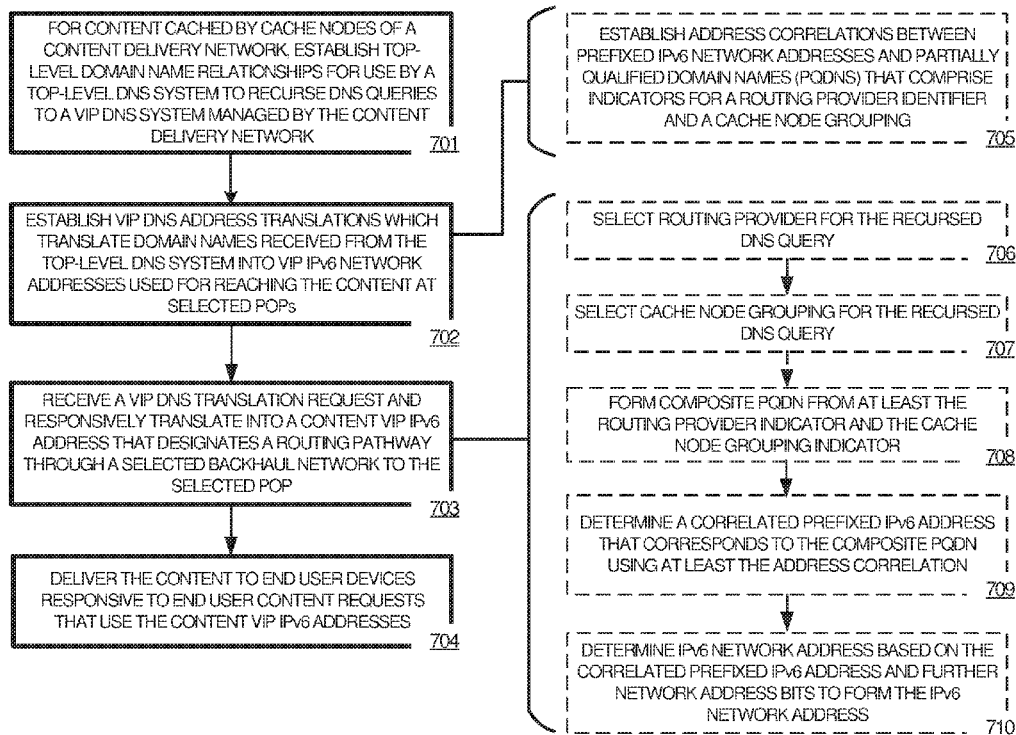 FOR CONTENT CACHED BY CACHE NODES OF A
CONTENT DELIVERY NETWORK, ESTABLISH TOP-
LEVEL DOMAIN NAME RELATIONSHIPS FOR USE BY A
TOP-LEVEL DNS SYSTEM TO RECURSE DNS QUERIES
TO A VIP DNS SYSTEM MANAGED BY THE CONTENT
DELIVERY NETWORK
701
ESTABLISH VIP DNS ADDRESS TRANSLATIONS WHICH
TRANSLATE DOMAIN NAMES RECEIVED FROM THE
TOP-LEVEL DNS SYSTEM INTO VIP IPv6 NETWORK
ADDRESSES USED FOR REACHING THE CONTENT AT
SELECTED POPs
702
RECEIVE A VIP DNS TRANSLATION REQUEST AND
RESPONSIVELY TRANSLATE INTO A CONTENT VIP IPv6
ADDRESS THAT DESIGNATES A ROUTING PATHWAY
THROUGH A SELECTED BACKHAUL NETWORK TO THE
SELECTED POP
703
DELIVER THE CONTENT TO END USER DEVICES
RESPONSIVE TO END USER CONTENT REQUESTS
THAT USE THE CONTENT VIP IPv6 ADDRESSES
704
ESTABLISH ADDRESS CORRELATIONS BETWEEN
PREFIXED IPv6 NETWORK ADDRESSES AND PARTIALLY
QUALIFIED DOMAIN NAMES (PQDNS) THAT COMPRISE
INDICATORS FOR A ROUTING PROVIDER IDENTIFIER
AND A CACHE NODE GROUPING
705
SELECT ROUTING PROVIDER FOR THE RECURSED
DNS QUERY
706
SELECT CACHE NODE GROUPING FOR THE RECURSED
DNS QUERY
707
FORM COMPOSITE PQDN FROM AT LEAST THE
ROUTING PROVIDER INDICATOR AND THE CACHE
NODE GROUPING INDICATOR
708
DETERMINE A CORRELATED PREFIXED IPv6 ADDRESS
THAT CORRESPONDS TO THE COMPOSITE PQDN
USING AT LEAST THE ADDRESS CORRELATION
709
DETERMINE IPv6 NETWORK ADDRESS BASED ON THE
CORRELATED PREFIXED IPv6 ADDRESS AND FURTHER
NETWORK ADDRESS BITS TO FORM THE IPv6
NETWORK ADDRESS
710